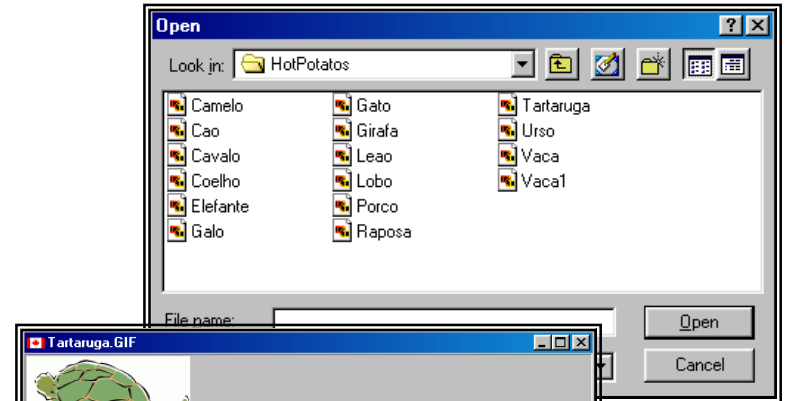 Open
Look in: HotPotatos
Camelo Gato Tartaruga
Cao Girafa Urso
Cavalo Leao Vaca
Coelho Lobo Vaca1
Elefante Porco
Galo Raposa
File name: Open
Tartaruga.GIF
Cancel